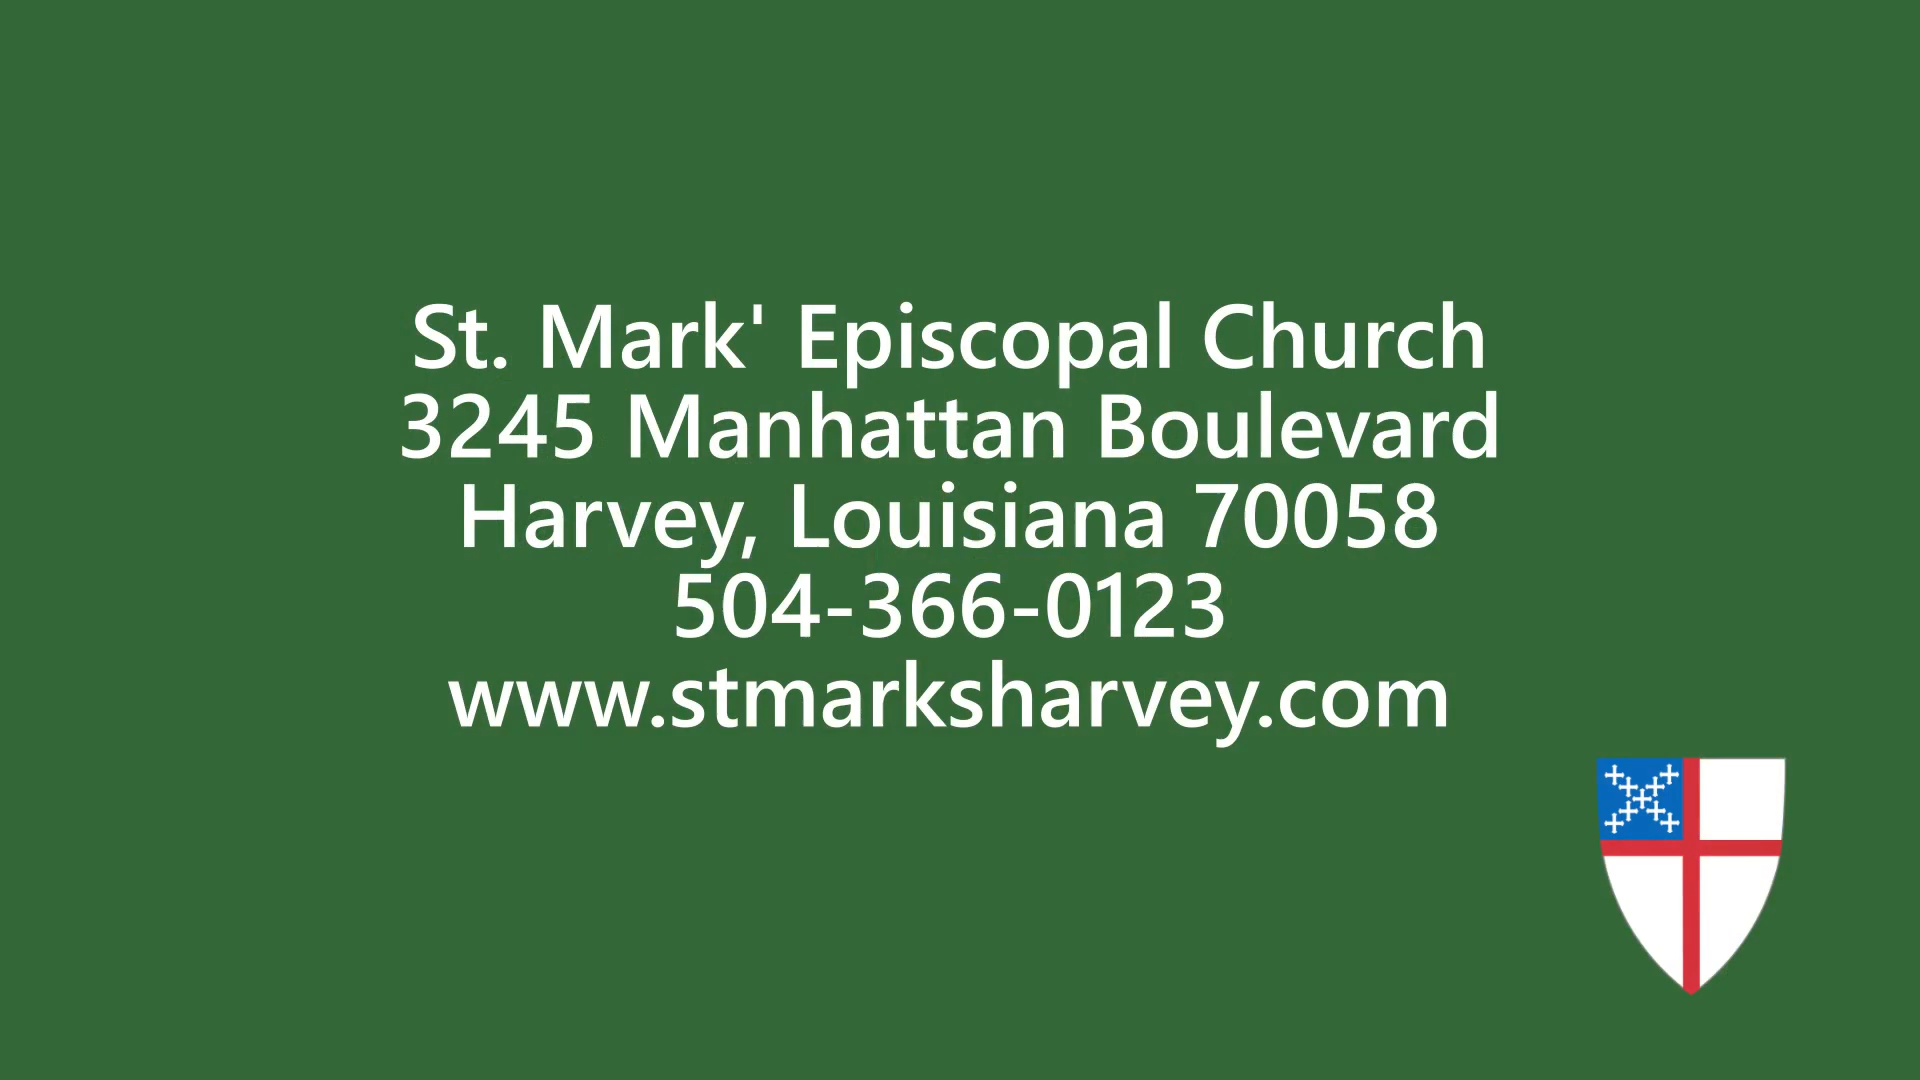 St. Mark' Episcopal Church
3245 Manhattan Boulevard
Harvey, Louisiana 70058
504-366-0123
www.stmarksharvey.com